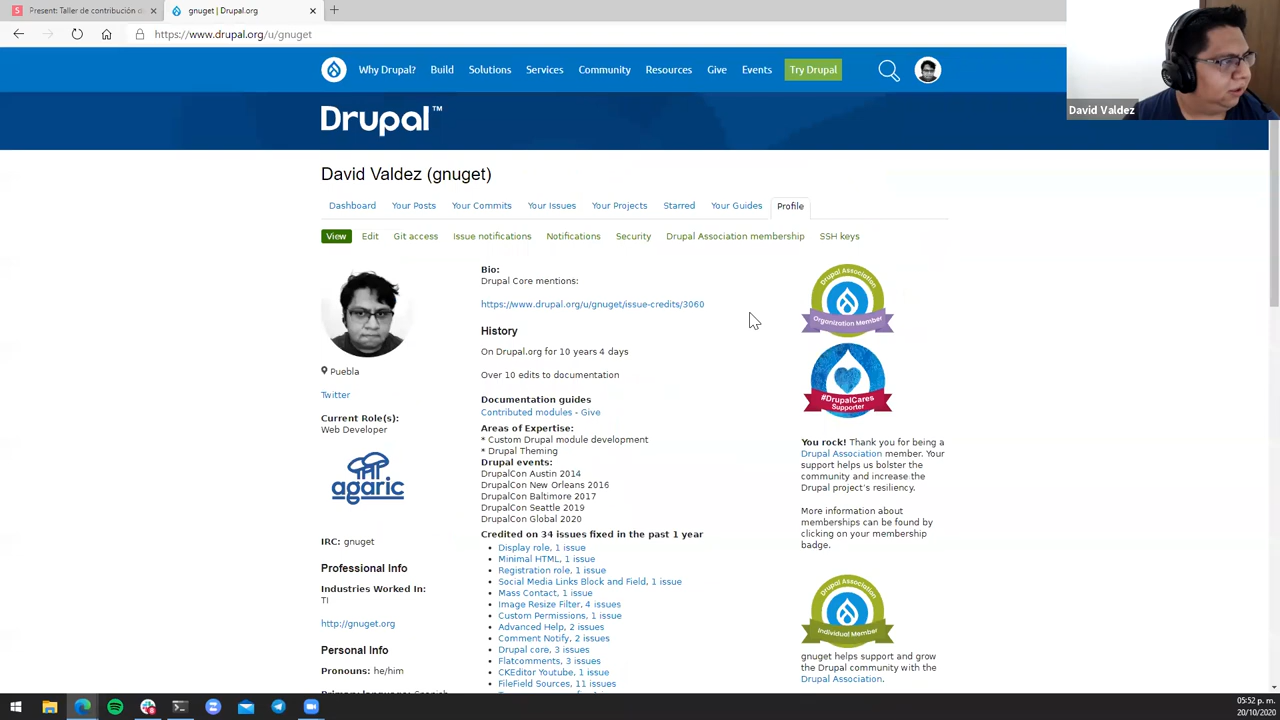 Present: Taller de contribución d
gnuget | Drupal.org
https://www.drupal.org/u/gnuget
Why Drupal?
Build
Solutions
Services
Community
Resources
Give
Events
Try Drupal
David Valdez
Drupal™
David Valdez (gnuget)
Dashboard
Your Posts
Your Commits
Your Issues
Your Projects
Starred
Your Guides
Profile
View
Edit
Git access
Issue notifications
Notifications
Security
Drupal Association membership
SSH keys
Puebla
Twitter
Current Role(s):
Web Developer
agaric
IRC: gnuget
Professional Info
Industries Worked In:
TI
http://gnuget.org
Personal Info
Pronouns: he/him
Primary language: Spanish
Bio:
Drupal Core mentions:
https://www.drupal.org/u/gnuget/issue-credits/3060
History
On Drupal.org for 10 years 4 days
Over 10 edits to documentation
Documentation guides
Contributed modules - Give
Areas of Expertise:
* Custom Drupal module development
* Drupal Theming
Drupal events:
DrupalCon Austin 2014
DrupalCon New Orleans 2016
DrupalCon Baltimore 2017
DrupalCon Seattle 2019
DrupalCon Global 2020
Credited on 34 issues fixed in the past 1 year
Display role, 1 issue
Minimal HTML, 1 issue
Registration role, 1 issue
Social Media Links Block and Field, 1 issue
Mass Contact, 1 issue
Image Resize Filter, 4 issues
Custom Permissions, 1 issue
Advanced Help, 2 issues
Comment Notify, 2 issues
Drupal core, 3 issues
Flatcomments, 3 issues
CKEditor Youtube, 1 issue
FileField Sources, 11 issues
Drupal Association
Organization Member
#DrupalCares
Supporter
You rock! Thank you for being a
Drupal Association member. Your
support helps us bolster the
community and increase the
Drupal project's resiliency.
More information about
memberships can be found by
clicking on your membership
badge.
Drupal Association
Individual Member
gnuget helps support and grow
the Drupal community with the
Drupal Association.
05:52 p. m.
20/10/2020